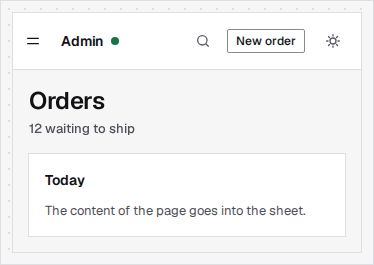 Admin
New order
Orders
12 waiting to ship
Today
The content of the page goes into the sheet.